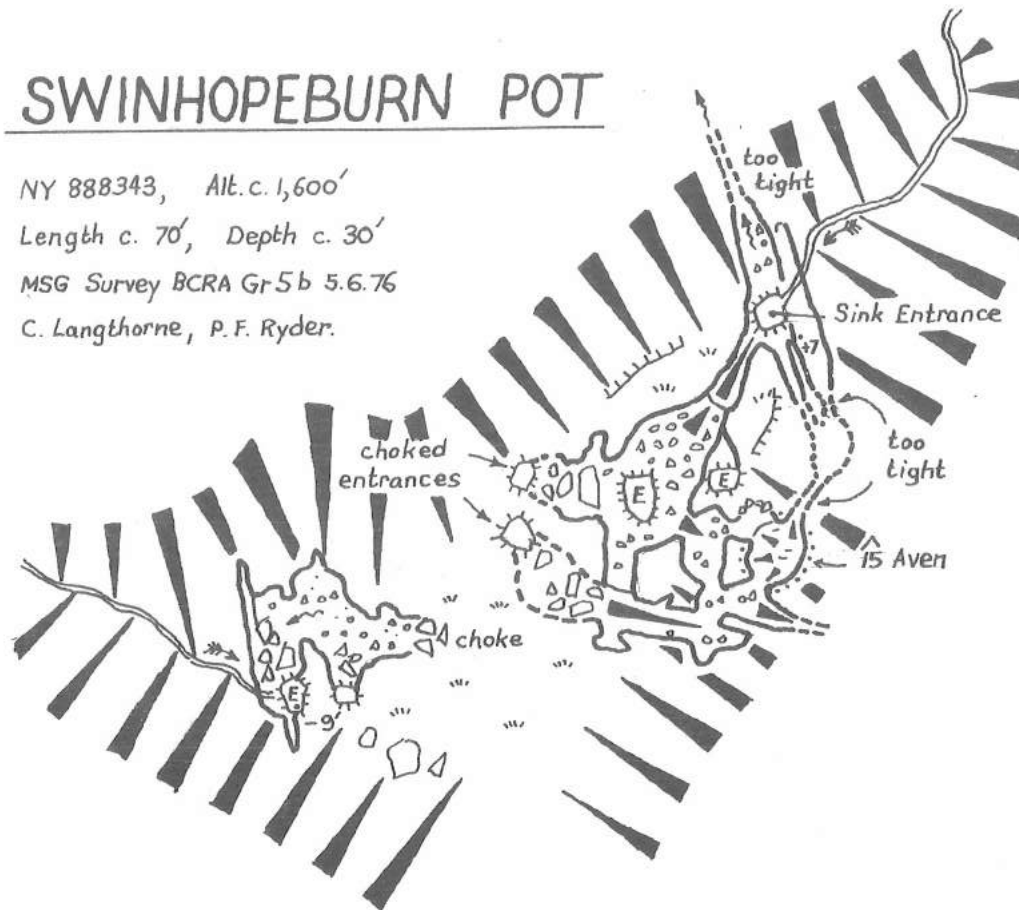 SWINHOPEBURN POT
NY 888343, Alt. c. 1,600'
Length c. 70', Depth c. 30'
MSG Survey BCRA Gr 5b 5.6.76
C. Langthorne, P. F. Ryder.
too
tight
Sink Entrance
+7
choked
entrances
E
E
too
tight
15 Aven
choke
E
-9